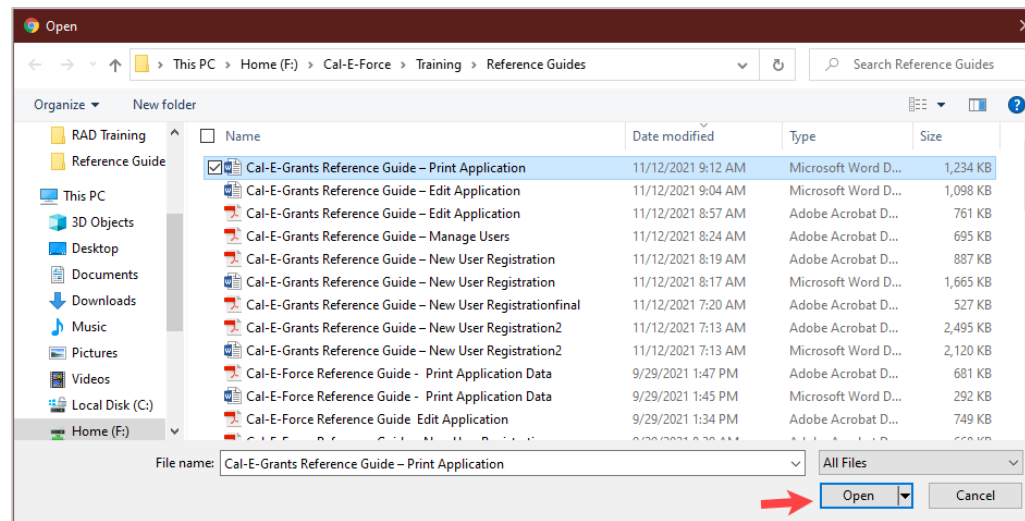 Open
This PC > Home (F:) > Cal-E-Force > Training > Reference Guides
Search Reference Guides
Organize
New folder
RAD Training
Reference Guide
This PC
3D Objects
Desktop
Documents
Downloads
Music
Pictures
Videos
Local Disk (C:)
Home (F:)
Name Date modified Type Size
Cal-E-Grants Reference Guide – Print Application 11/12/2021 9:12 AM Microsoft Word D... 1,234 KB
Cal-E-Grants Reference Guide – Edit Application 11/12/2021 9:04 AM Microsoft Word D... 1,098 KB
Cal-E-Grants Reference Guide – Edit Application 11/12/2021 8:57 AM Adobe Acrobat D... 761 KB
Cal-E-Grants Reference Guide – Manage Users 11/12/2021 8:24 AM Adobe Acrobat D... 695 KB
Cal-E-Grants Reference Guide – New User Registration 11/12/2021 8:19 AM Adobe Acrobat D... 887 KB
Cal-E-Grants Reference Guide – New User Registration 11/12/2021 8:17 AM Microsoft Word D... 1,665 KB
Cal-E-Grants Reference Guide – New User Registrationfinal 11/12/2021 7:20 AM Adobe Acrobat D... 527 KB
Cal-E-Grants Reference Guide – New User Registration2 11/12/2021 7:13 AM Adobe Acrobat D... 2,495 KB
Cal-E-Grants Reference Guide – New User Registration2 11/12/2021 7:13 AM Microsoft Word D... 2,120 KB
Cal-E-Force Reference Guide - Print Application Data 9/29/2021 1:47 PM Adobe Acrobat D... 681 KB
Cal-E-Force Reference Guide - Print Application Data 9/29/2021 1:45 PM Microsoft Word D... 292 KB
Cal-E-Force Reference Guide Edit Application 9/29/2021 1:34 PM Adobe Acrobat D... 749 KB
File name: Cal-E-Grants Reference Guide – Print Application
All Files
Open
Cancel